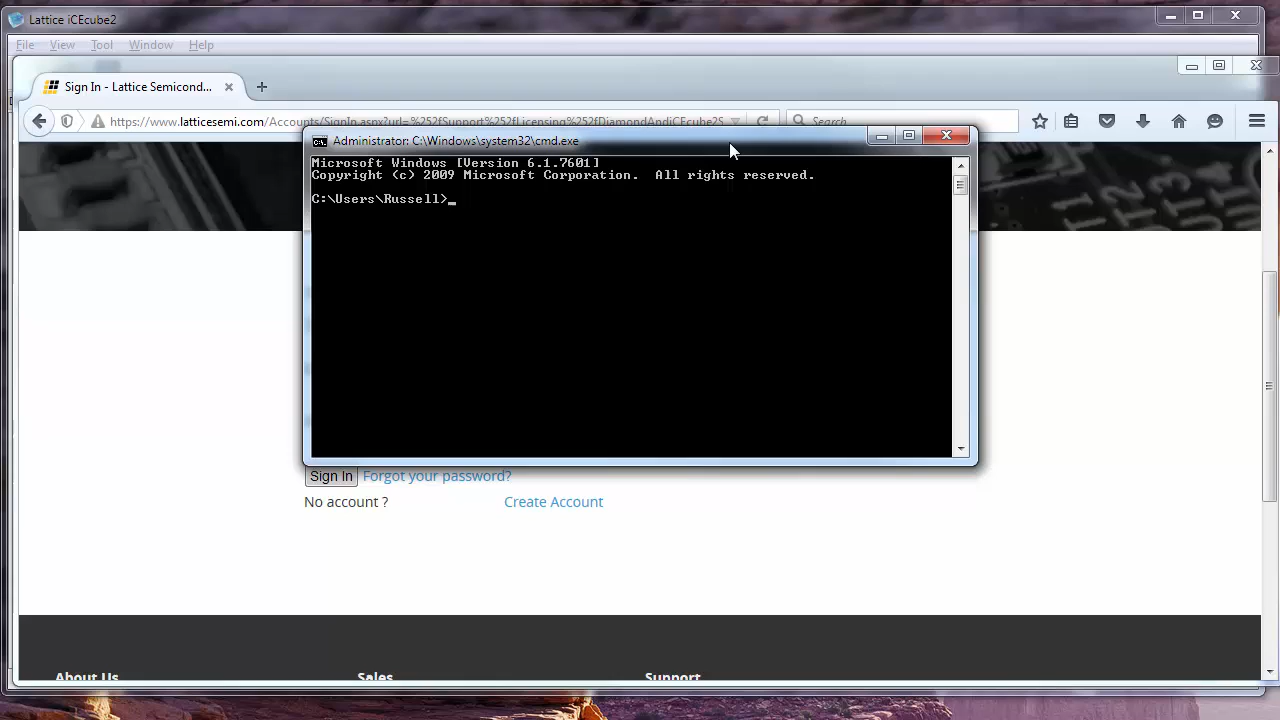 Lattice iCEcube2
File View Tool Window Help
Sign In - Lattice Semicond...
https://www.latticesemi.com/Accounts/SignIn.aspx?url=%252fSupport%252fLicensing%252fDiamondAndiCEcube2S
Search
Administrator: C:\Windows\system32\cmd.exe
Microsoft Windows [Version 6.1.7601]
Copyright (c) 2009 Microsoft Corporation. All rights reserved.
C:\Users\Russell>_
Sign In Forgot your password?
No account ? Create Account
About Us Sales Support